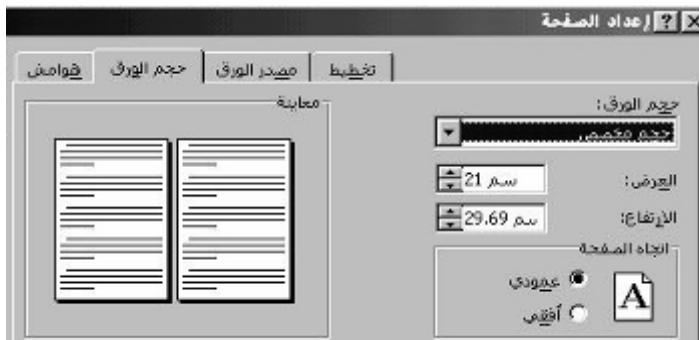 إعداد الصفحة
هوامش حجم الورق مصدر الورق تخطيط
معاينة
حجم الورق:
حجم مخصص
العرض: 21 سم
الارتفاع: 29.69 سم
اتجاه الصفحة
عمودي
أفقي
A